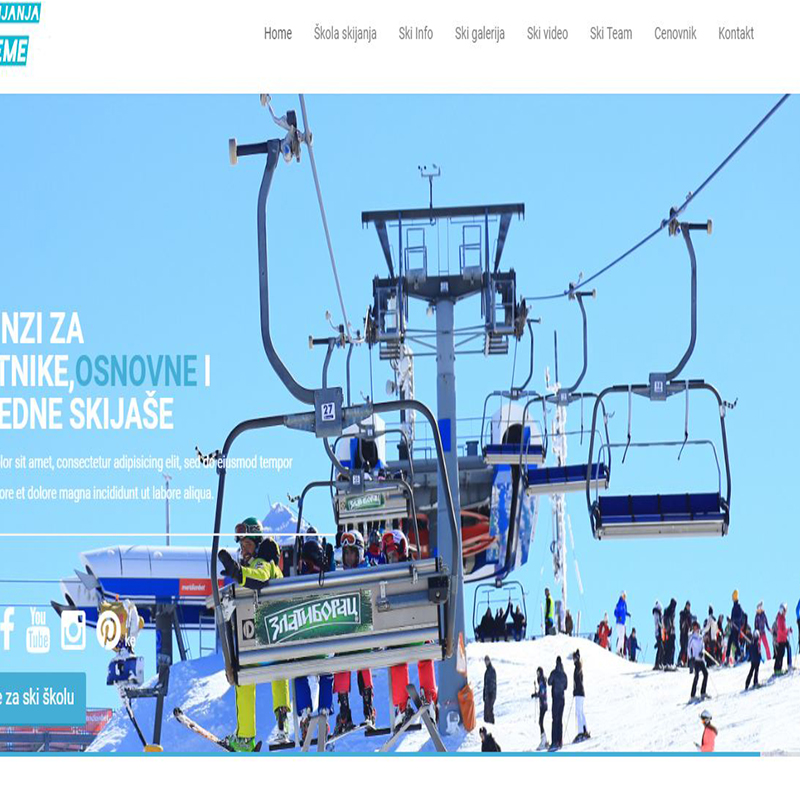 IJANJA
EME
Home Škola skijanja Ski Info Ski galerija Ski video Ski Team Cenovnik Kontakt
NZI ZA
TNIKE, OSNOVNE I
EDNE SKIJAŠE
lor sit amet, consectetur adipisicing elit, sed do eiusmod tempor
ore et dolore magna incididunt ut labore aliqua.
27
ЗЛАТИБОРАЦ
ЗЛАТИБОРАЦ
meridianbet
You
Tube
ke
e za ski školu